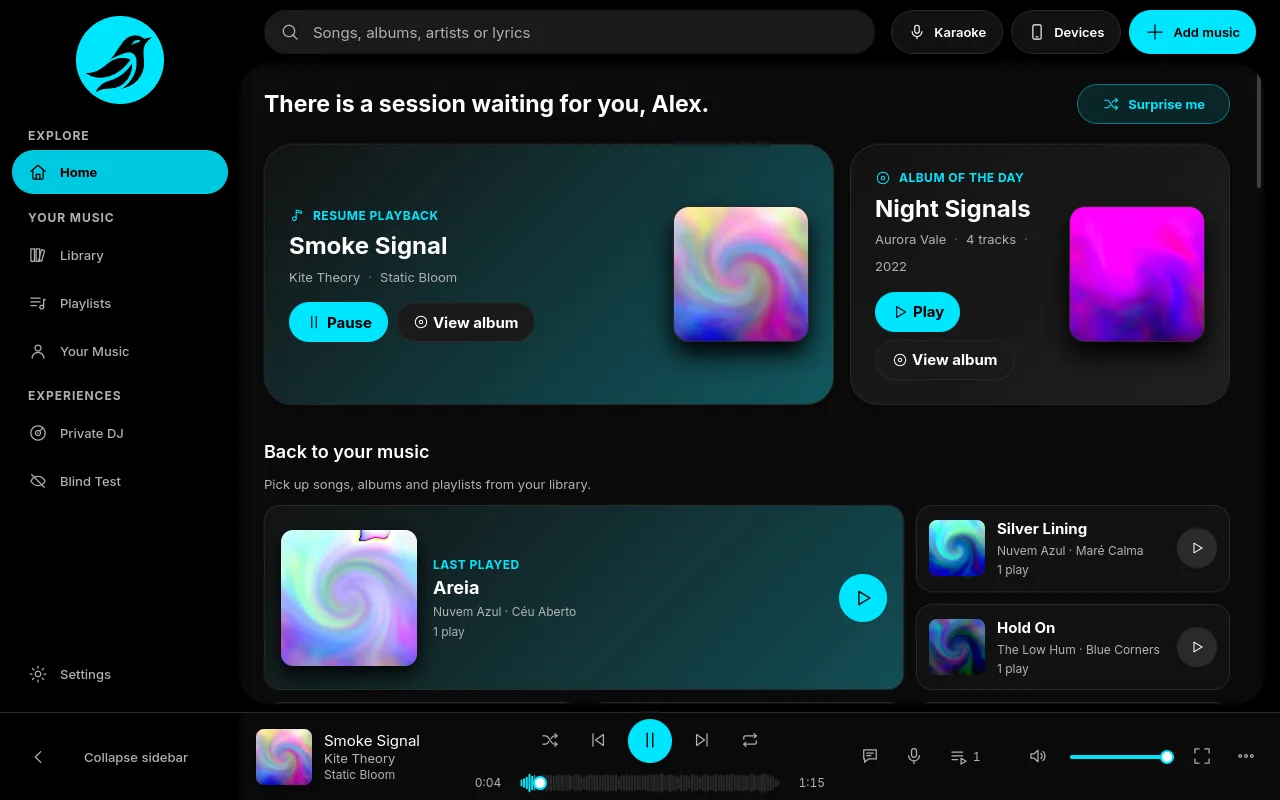 Songs, albums, artists or lyrics
Karaoke
Devices
Add music
EXPLORE
Home
YOUR MUSIC
Library
Playlists
Your Music
EXPERIENCES
Private DJ
Blind Test
Settings
Collapse sidebar
There is a session waiting for you, Alex.
Surprise me
RESUME PLAYBACK
Smoke Signal
Kite Theory · Static Bloom
Pause
View album
ALBUM OF THE DAY
Night Signals
Aurora Vale · 4 tracks ·
2022
Play
View album
Back to your music
Pick up songs, albums and playlists from your library.
LAST PLAYED
Areia
Nuvem Azul · Céu Aberto
1 play
Silver Lining
Nuvem Azul · Maré Calma
1 play
Hold On
The Low Hum · Blue Corners
1 play
Smoke Signal
Kite Theory
Static Bloom
0:04
1:15
1